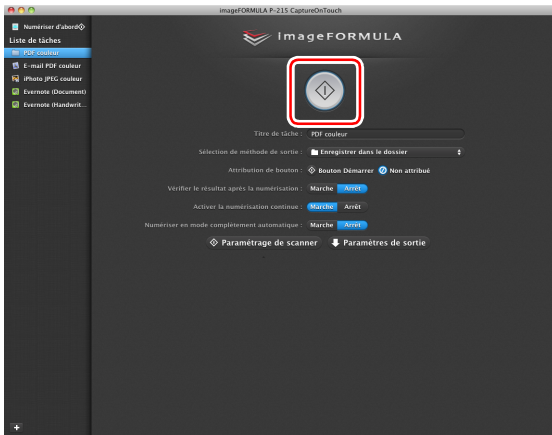 imageFORMULA P-215 CaptureOnTouch
Numériser d'abord
Liste de tâches
PDF couleur
E-mail PDF couleur
iPhoto JPEG couleur
Evernote (Document)
Evernote (Handwrit...
imageFORMULA
Titre de tâche : PDF couleur
Sélection de méthode de sortie : Enregistrer dans le dossier
Attribution de bouton : Bouton Démarrer Non attribué
Vérifier le résultat après la numérisation : Marche Arrêt
Activer la numérisation continue : Marche Arrêt
Numériser en mode complètement automatique : Marche Arrêt
Paramétrage de scanner Paramètres de sortie